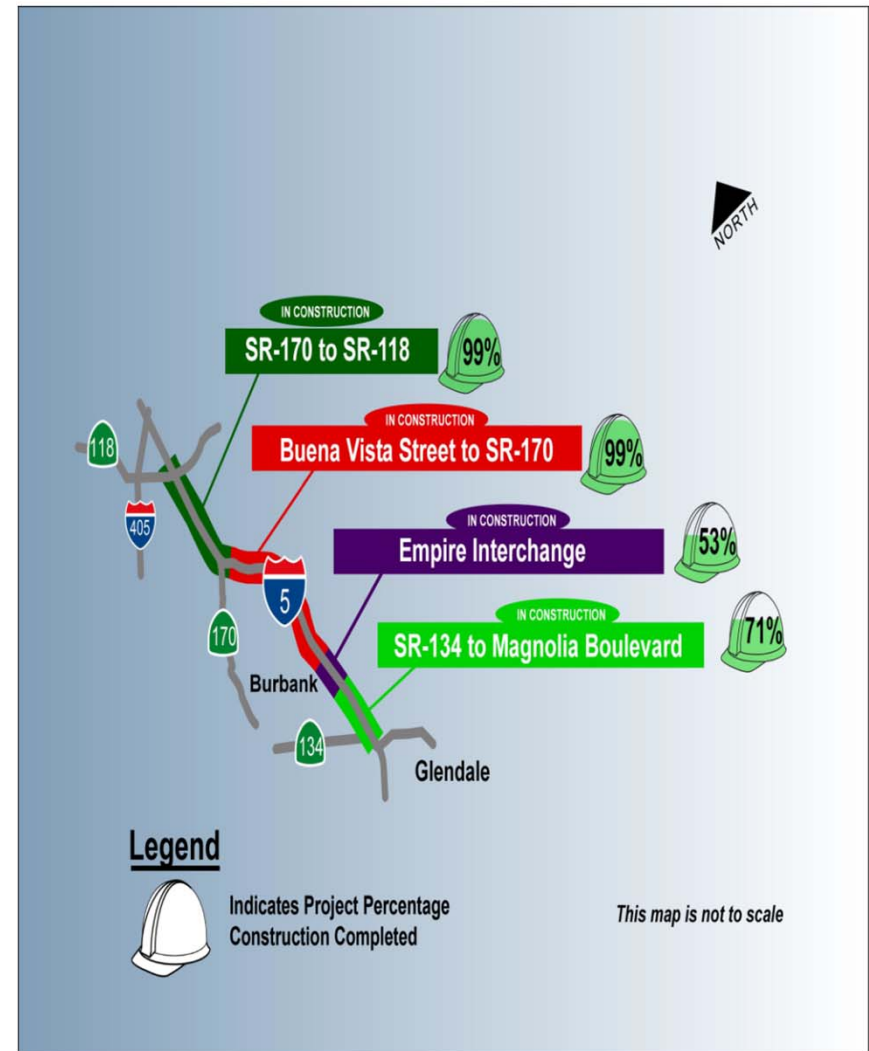 NORTH
IN CONSTRUCTION
SR-170 to SR-118
99%
IN CONSTRUCTION
Buena Vista Street to SR-170
99%
118
405
IN CONSTRUCTION
Empire Interchange
53%
5
IN CONSTRUCTION
SR-134 to Magnolia Boulevard
71%
170
Burbank
134
Glendale
Legend
Indicates Project Percentage
Construction Completed
This map is not to scale